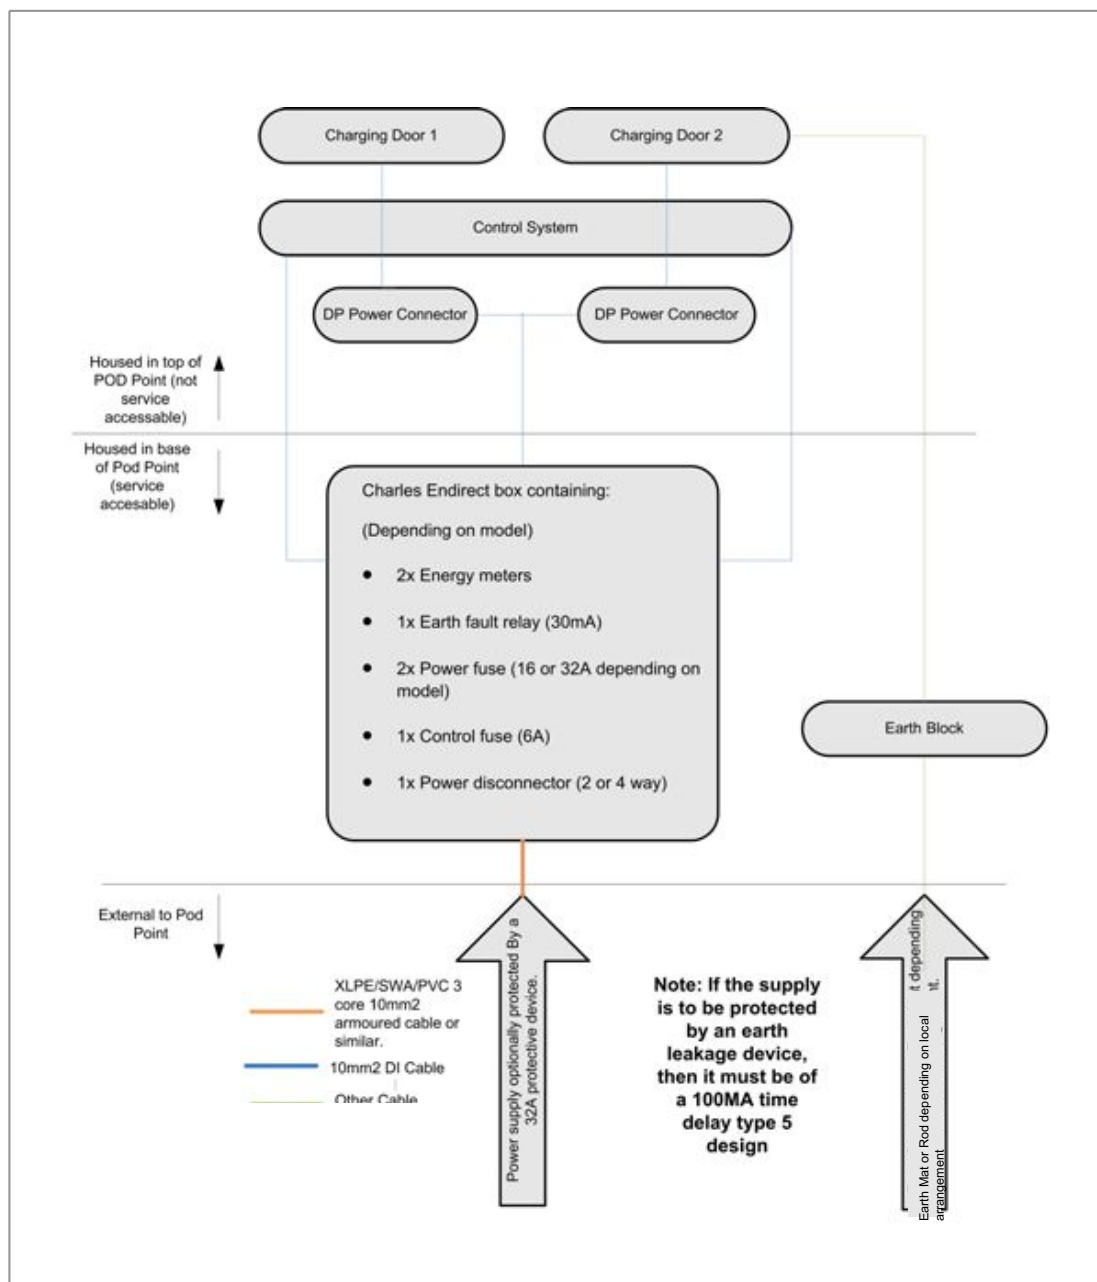 Charging Door 1
Charging Door 2
Control System
DP Power Connector
DP Power Connector
Housed in top of
POD Point (not
service
accessable)
Housed in base
of Pod Point
(service
accesable)
Charles Endirect box containing:
(Depending on model)
● 2x Energy meters
● 1x Earth fault relay (30mA)
● 2x Power fuse (16 or 32A depending on
model)
● 1x Control fuse (6A)
● 1x Power disconnector (2 or 4 way)
Earth Block
External to Pod
Point
XLPE/SWA/PVC 3
core 10mm2
armoured cable or
similar.
10mm2 DI Cable
Other Cable
Power supply optionally protected By a
32A protective device.
Note: If the supply
is to be protected
by an earth
leakage device,
then it must be of
a 100MA time
delay type 5
design
depending
Earth Mat or Rod depending on local
arrangement